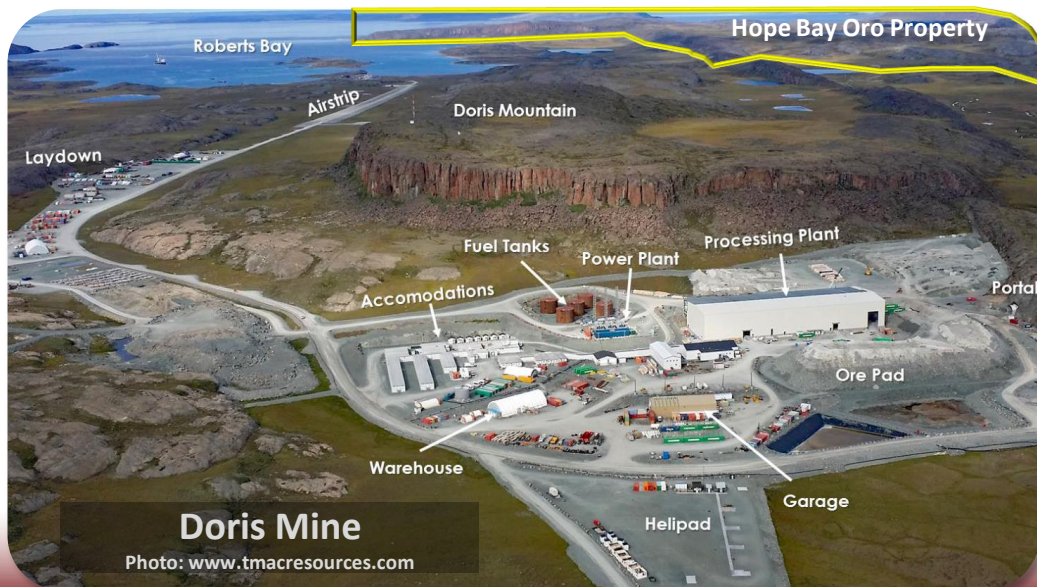 Hope Bay Oro Property
Roberts Bay
Airstrip
Doris Mountain
Laydown
Fuel Tanks
Power Plant
Processing Plant
Accomodations
Portal
Ore Pad
Warehouse
Garage
Helipad
Doris Mine
Photo: www.tmacresources.com